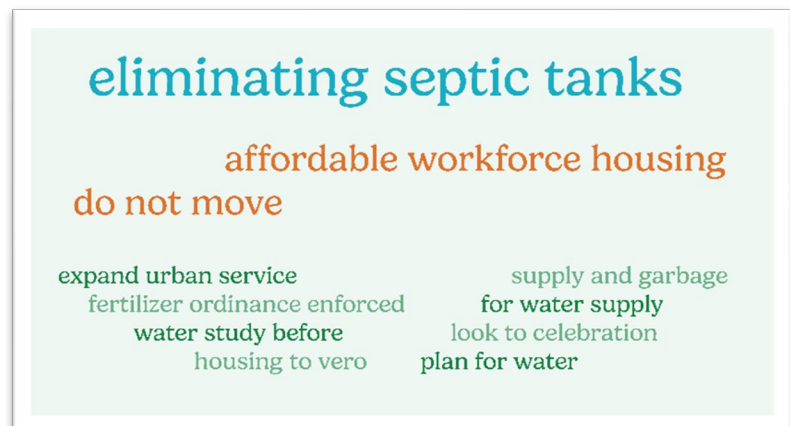 eliminating septic tanks
affordable workforce housing
do not move
expand urban service
supply and garbage
fertilizer ordinance enforced
for water supply
water study before
look to celebration
housing to vero
plan for water